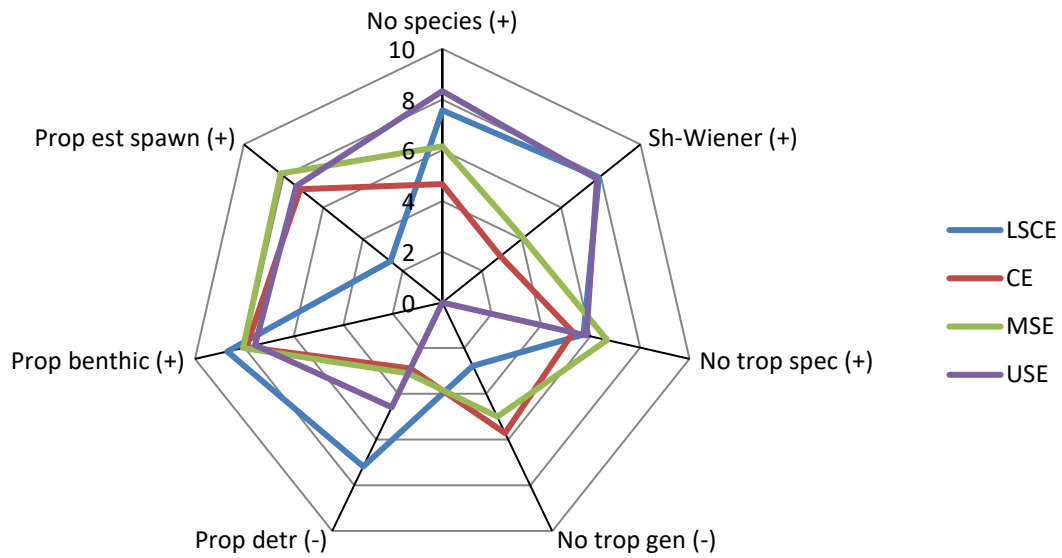 No species (+)
10
8
6
4
2
0
Prop est spawn (+)
Sh-Wiener (+)
LSCE
CE
MSE
USE
Prop benthic (+)
No trop spec (+)
Prop detr (-)
No trop gen (-)